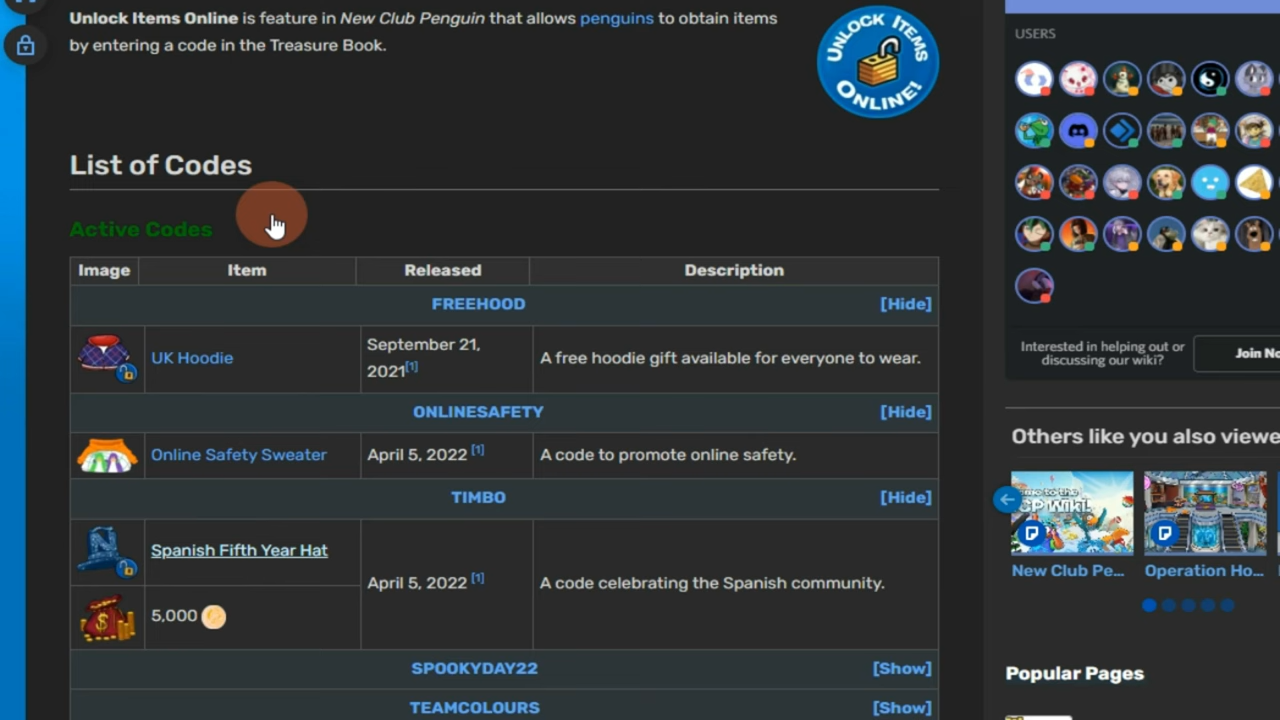 Unlock Items Online is feature in New Club Penguin that allows penguins to obtain items
by entering a code in the Treasure Book.
UNLOCK ITEMS
ONLINE!
List of Codes
Active Codes
Image Item Released Description
FREEHOOD [Hide]
UK Hoodie
September 21,
2021[1]
A free hoodie gift available for everyone to wear.
ONLINESAFETY [Hide]
Online Safety Sweater April 5, 2022 [1] A code to promote online safety.
TIMBO [Hide]
Spanish Fifth Year Hat
5,000
April 5, 2022 [1] A code celebrating the Spanish community.
SPOOKYDAY22 [Show]
TEAMCOLOURS [Show]
USERS
Interested in helping out or
discussing our wiki?
Join No
Others like you also viewe
New Club Pe... Operation Ho...
Popular Pages